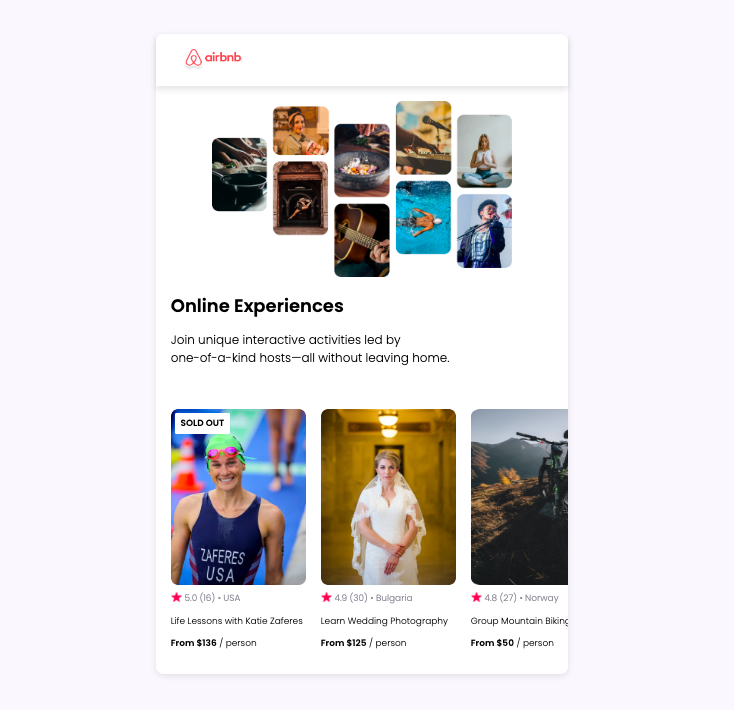 airbnb
Online Experiences
Join unique interactive activities led by
one-of-a-kind hosts—all without leaving home.
SOLD OUT
ZAFERES
USA
5.0 (16) • USA
4.9 (30) • Bulgaria
4.8 (27) • Norway
Life Lessons with Katie Zaferes
Learn Wedding Photography
Group Mountain Biking
From $136 / person
From $125 / person
From $50 / person